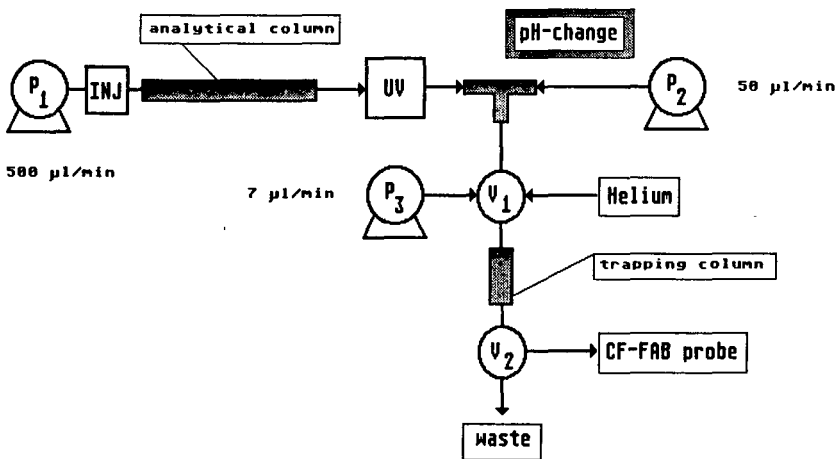 analytical column
pH-change
P1
INJ
UV
P2
50 µl/min
500 µl/min
7 µl/min
P3
V1
Helium
trapping column
V2
CF-FAB probe
waste